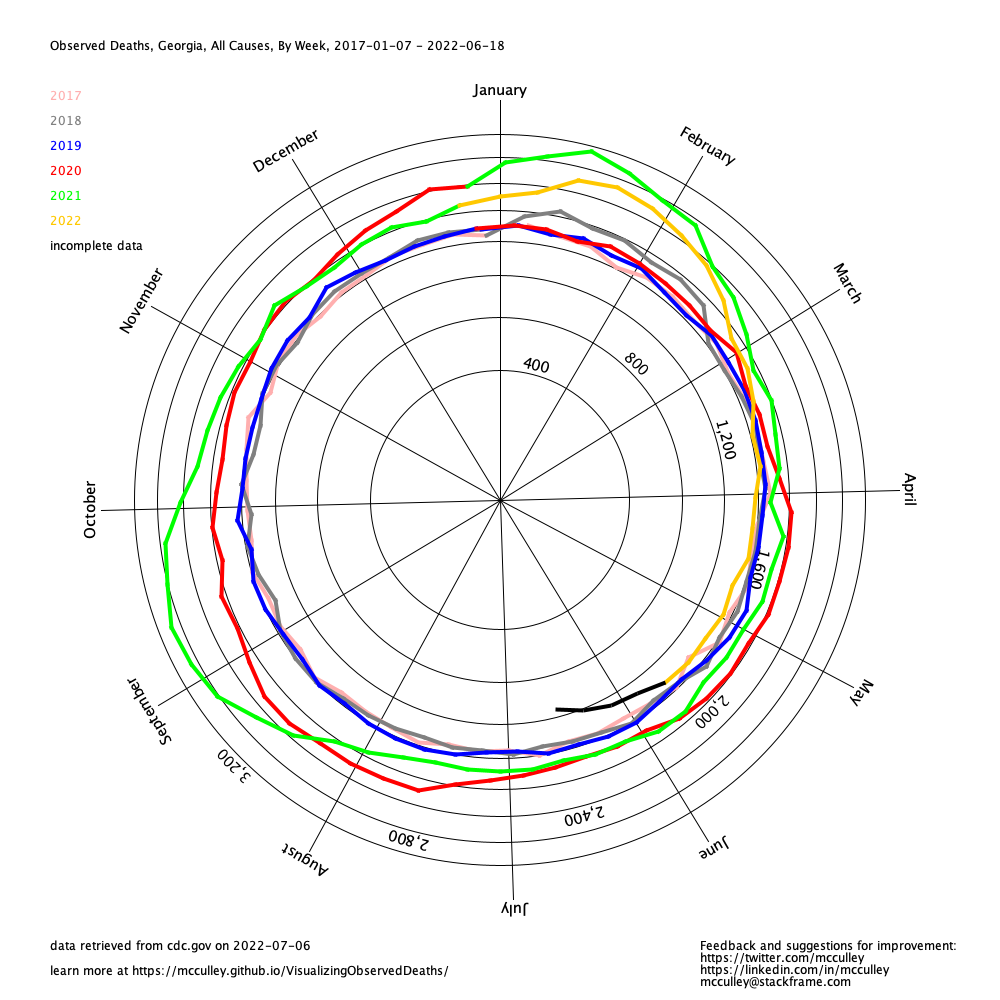 Observed Deaths, Georgia, All Causes, By Week, 2017-01-07 - 2022-06-18
2017
2018
2019
2020
2021
2022
incomplete data
January
February
March
April
May
June
July
August
September
October
November
December
400
800
1,200
1,600
2,000
2,400
2,800
3,200
data retrieved from cdc.gov on 2022-07-06
learn more at https://mcculley.github.io/VisualizingObservedDeaths/
Feedback and suggestions for improvement:
https://twitter.com/mcculley
https://linkedin.com/in/mcculley
mcculley@stackframe.com